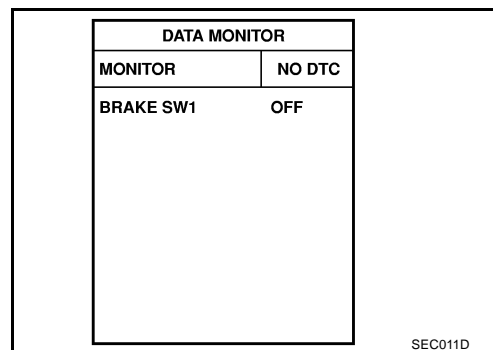 DATA MONITOR
MONITOR NO DTC
BRAKE SW1 OFF
SEC011D